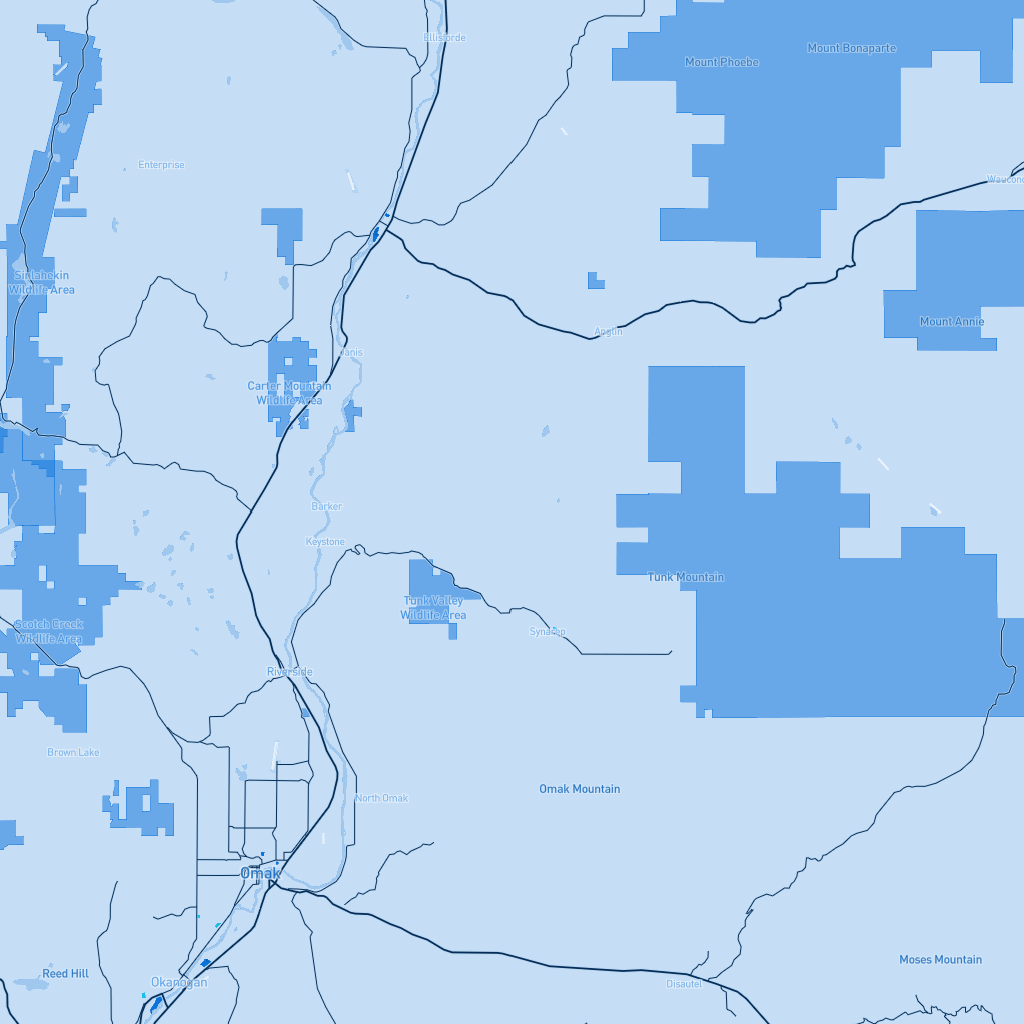 Ellisforde
Mount Bonaparte
Mount Phoebe
Enterprise
Sinlahekin
Wildlife Area
Anglin
Mount Annie
Janis
Carter Mountain
Wildlife Area
Barker
Keystone
Tunk Mountain
Tunk Valley
Wildlife Area
Synarep
Scotch Creek
Wildlife Area
Riverside
Brown Lake
Omak Mountain
North Omak
Omak
Moses Mountain
Reed Hill
Okanogan
Disautel